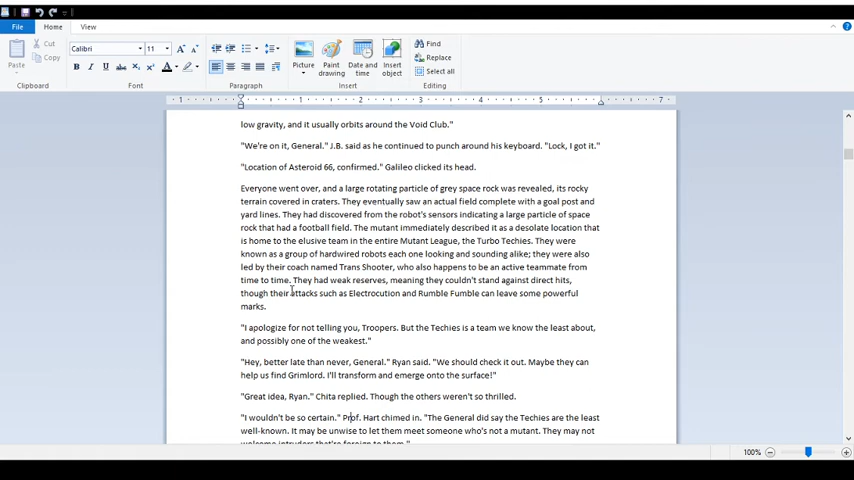 File Home View
Cut
Copy
Paste
Calibri 11
Find
Replace
Select all
Picture Paint drawing Date and time Insert object
Clipboard Font Paragraph Insert Editing
1 1 2 3 4 5 7
low gravity, and it usually orbits around the Void Club."
"We're on it, General." J.B. said as he continued to punch around his keyboard. "Lock, I got it."
"Location of Asteroid 66, confirmed." Galileo clicked its head.
Everyone went over, and a large rotating particle of grey space rock was revealed, its rocky
terrain covered in craters. They eventually saw an actual field complete with a goal post and
yard lines. They had discovered from the robot's sensors indicating a large particle of space
rock that had a football field. The mutant immediately described it as a desolate location that
is home to the elusive team in the entire Mutant League, the Turbo Techies. They were
known as a group of hardwired robots each one looking and sounding alike; they were also
led by their coach named Trans Shooter, who also happens to be an active teammate from
time to time. They had weak reserves, meaning they couldn't stand against direct hits,
though their attacks such as Electrocution and Rumble Fumble can leave some powerful
marks.
"I apologize for not telling you, Troopers. But the Techies is a team we know the least about,
and possibly one of the weakest."
"Hey, better late than never, General." Ryan said. "We should check it out. Maybe they can
help us find Grimlord. I'll transform and emerge onto the surface!"
"Great idea, Ryan." Chita replied. Though the others weren't so thrilled.
"I wouldn't be so certain." Prof. Hart chimed in. "The General did say the Techies are the least
well-known. It may be unwise to let them meet someone who's not a mutant. They may not
welcome intruders that're foreign to them."
100%